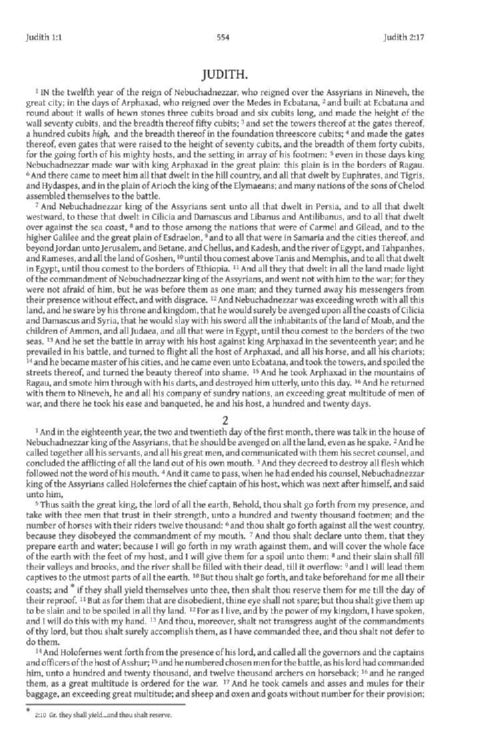 Judith 1:1 554 Judith 2:17
JUDITH.
1 IN the twelfth year of the reign of Nebuchadnezzar, who reigned over the Assyrians in Nineveh, the
great city; in the days of Arphaxad, who reigned over the Medes in Ecbatana, 2 and built at Ecbatana and
round about it walls of hewn stones three cubits broad and six cubits long, and made the height of the
wall seventy cubits, and the breadth thereof fifty cubits; 3 and set the towers thereof at the gates thereof,
a hundred cubits high, and the breadth thereof in the foundation threescore cubits; 4 and made the gates
thereof, even gates that were raised to the height of seventy cubits, and the breadth of them forty cubits,
for the going forth of his mighty hosts, and the setting in array of his footmen: 5 even in those days king
Nebuchadnezzar made war with king Arphaxad in the great plain: this plain is in the borders of Ragau.
6 And there came to meet him all that dwelt in the hill country, and all that dwelt by Euphrates, and Tigris,
and Hydaspes, and in the plain of Arioch the king of the Elymaeans; and many nations of the sons of Chelod
assembled themselves to the battle.
7 And Nebuchadnezzar king of the Assyrians sent unto all that dwelt in Persia, and to all that dwelt
westward, to those that dwelt in Cilicia and Damascus and Libanus and Antilibanus, and to all that dwelt
over against the sea coast, 8 and to those among the nations that were of Carmel and Gilead, and to the
higher Galilee and the great plain of Esdraelon, 9 and to all that were in Samaria and the cities thereof, and
beyond Jordan unto Jerusalem, and Betane, and Chellus, and Kadesh, and the river of Egypt, and Tahpanhes,
and Rameses, and all the land of Goshen, 10 until thou comest above Tanis and Memphis, and to all that dwelt
in Egypt, until thou comest to the borders of Ethiopia. 11 And all they that dwelt in all the land made light
of the commandment of Nebuchadnezzar king of the Assyrians, and went not with him to the war; for they
were not afraid of him, but he was before them as one man; and they turned away his messengers from
their presence without effect, and with disgrace. 12 And Nebuchadnezzar was exceeding wroth with all this
land, and he sware by his throne and kingdom, that he would surely be avenged upon all the coasts of Cilicia
and Damascus and Syria, that he would slay with his sword all the inhabitants of the land of Moab, and the
children of Ammon, and all Judaea, and all that were in Egypt, until thou comest to the borders of the two
seas. 13 And he set the battle in array with his host against king Arphaxad in the seventeenth year; and he
prevailed in his battle, and turned to flight all the host of Arphaxad, and all his horse, and all his chariots;
14 and he became master of his cities, and he came even unto Ecbatana, and took the towers, and spoiled the
streets thereof, and turned the beauty thereof into shame. 15 And he took Arphaxad in the mountains of
Ragau, and smote him through with his darts, and destroyed him utterly, unto this day. 16 And he returned
with them to Nineveh, he and all his company of sundry nations, an exceeding great multitude of men of
war, and there he took his ease and banqueted, he and his host, a hundred and twenty days.
2
1 And in the eighteenth year, the two and twentieth day of the first month, there was talk in the house of
Nebuchadnezzar king of the Assyrians, that he should be avenged on all the land, even as he spake. 2 And he
called together all his servants, and all his great men, and communicated with them his secret counsel, and
concluded the afflicting of all the land out of his own mouth. 3 And they decreed to destroy all flesh which
followed not the word of his mouth. 4 And it came to pass, when he had ended his counsel, Nebuchadnezzar
king of the Assyrians called Holofernes the chief captain of his host, which was next after himself, and said
unto him,
5 Thus saith the great king, the lord of all the earth, Behold, thou shalt go forth from my presence, and
take with thee men that trust in their strength, unto a hundred and twenty thousand footmen; and the
number of horses with their riders twelve thousand: 6 and thou shalt go forth against all the west country,
because they disobeyed the commandment of my mouth. 7 And thou shalt declare unto them, that they
prepare earth and water; because I will go forth in my wrath against them, and will cover the whole face
of the earth with the feet of my host, and I will give them for a spoil unto them: 8 and their slain shall fill
their valleys and brooks, and the river shall be filled with their dead, till it overflow: 9 and I will lead them
captives to the utmost parts of all the earth. 10 But thou shalt go forth, and take beforehand for me all their
coasts; and * if they shall yield themselves unto thee, then shalt thou reserve them for me till the day of
their reproof. 11 But as for them that are disobedient, thine eye shall not spare; but thou shalt give them up
to be slain and to be spoiled in all thy land. 12 For as I live, and by the power of my kingdom, I have spoken,
and I will do this with my hand. 13 And thou, moreover, shalt not transgress aught of the commandments
of thy lord, but thou shalt surely accomplish them, as I have commanded thee, and thou shalt not defer to
do them.
14 And Holofernes went forth from the presence of his lord, and called all the governors and the captains
and officers of the host of Asshur; 15 and he numbered chosen men for the battle, as his lord had commanded
him, unto a hundred and twenty thousand, and twelve thousand archers on horseback; 16 and he ranged
them, as a great multitude is ordered for the war. 17 And he took camels and asses and mules for their
baggage, an exceeding great multitude; and sheep and oxen and goats without number for their provision;
* 2:10 Gr. they shall yield...and thou shalt reserve.